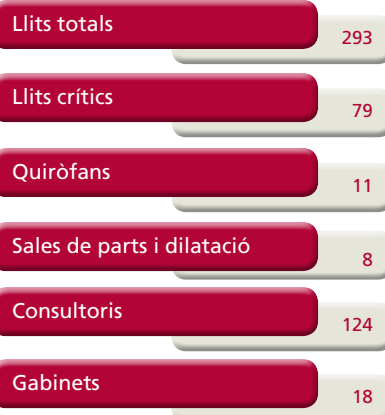 Llits totals
293
Llits crítics
79
Quiròfans
11
Sales de parts i dilatació
8
Consultoris
124
Gabinets
18